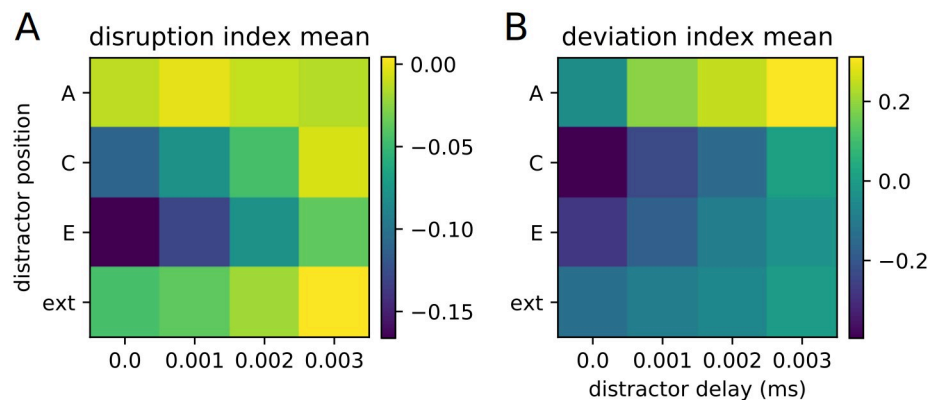 A
disruption index mean
distractor position
A
C
E
ext
0.0 0.001 0.002 0.003
0.00
−0.05
−0.10
−0.15
B
deviation index mean
A
C
E
ext
0.0 0.001 0.002 0.003
distractor delay (ms)
0.2
0.0
−0.2